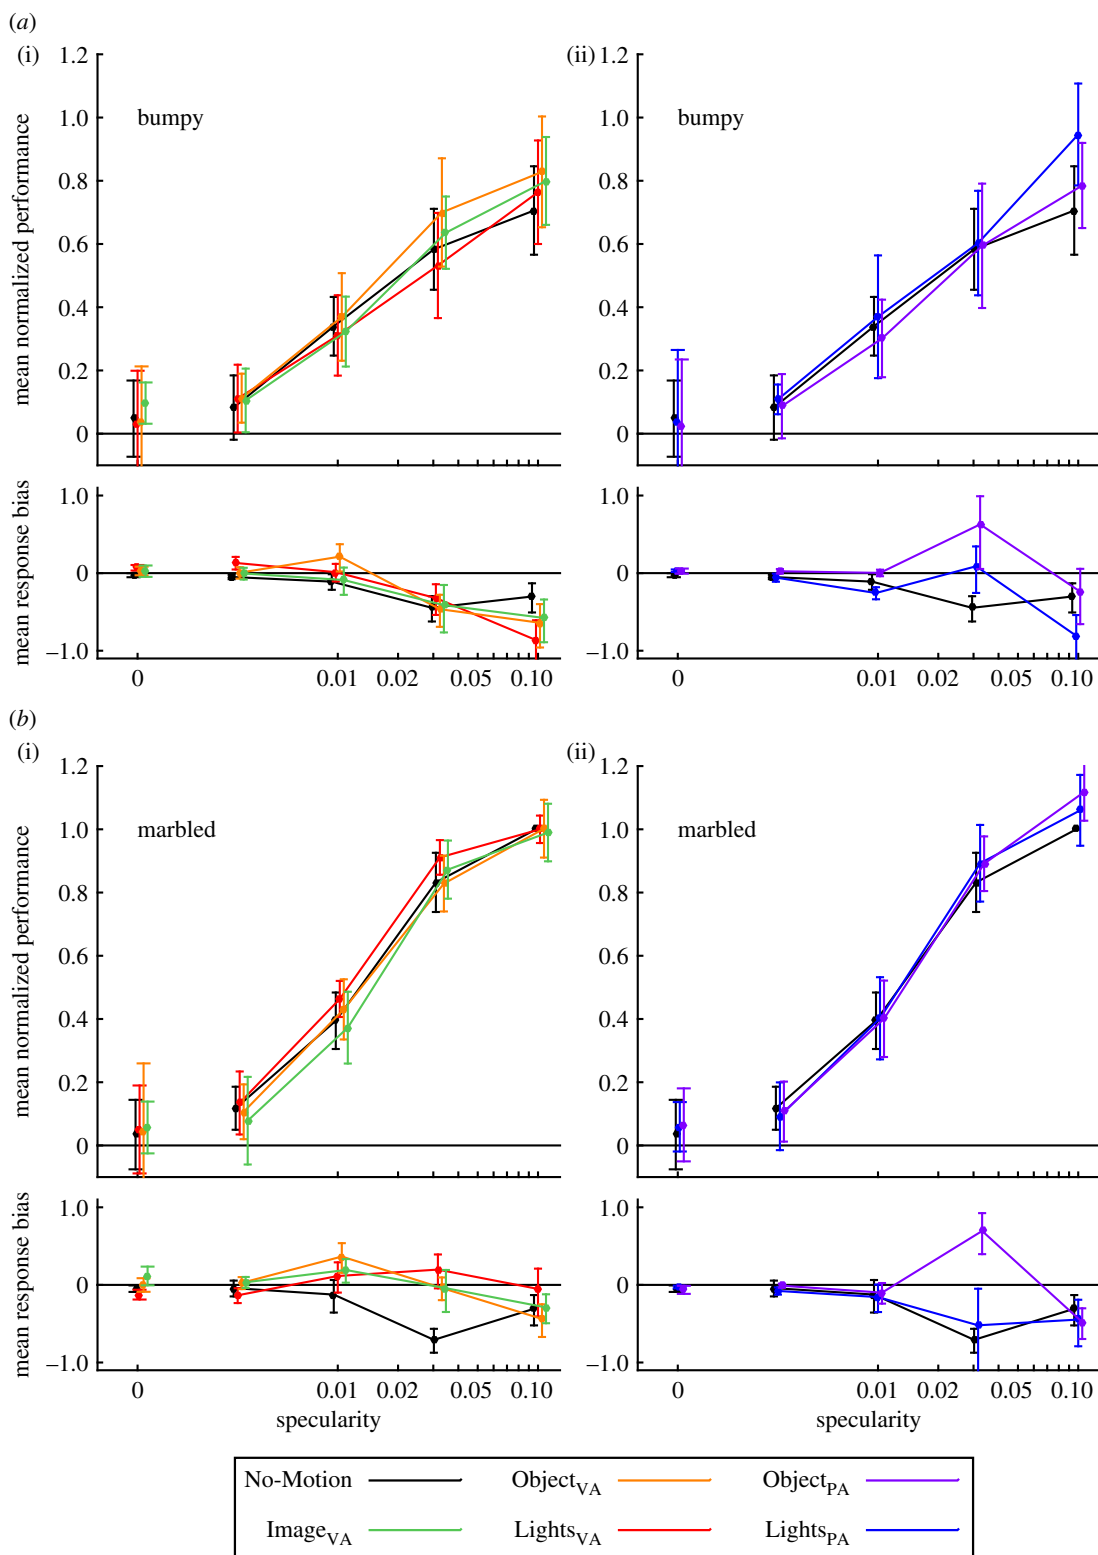 (a)
(i)
(ii)
mean normalized performance
1.2
1.0
0.8
0.6
0.4
0.2
0
bumpy
bumpy
1.2
1.0
0.8
0.6
0.4
0.2
0
mean response bias
1.0
0
–1.0
1.0
0
–1.0
0 0.01 0.02 0.05 0.10
0 0.01 0.02 0.05 0.10
(b)
(i)
(ii)
mean normalized performance
1.2
1.0
0.8
0.6
0.4
0.2
0
marbled
marbled
1.2
1.0
0.8
0.6
0.4
0.2
0
mean response bias
1.0
0
–1.0
1.0
0
–1.0
0 0.01 0.02 0.05 0.10
0 0.01 0.02 0.05 0.10
specularity
specularity
No-Motion Object_VA Object_PA
Image_VA Lights_VA Lights_PA